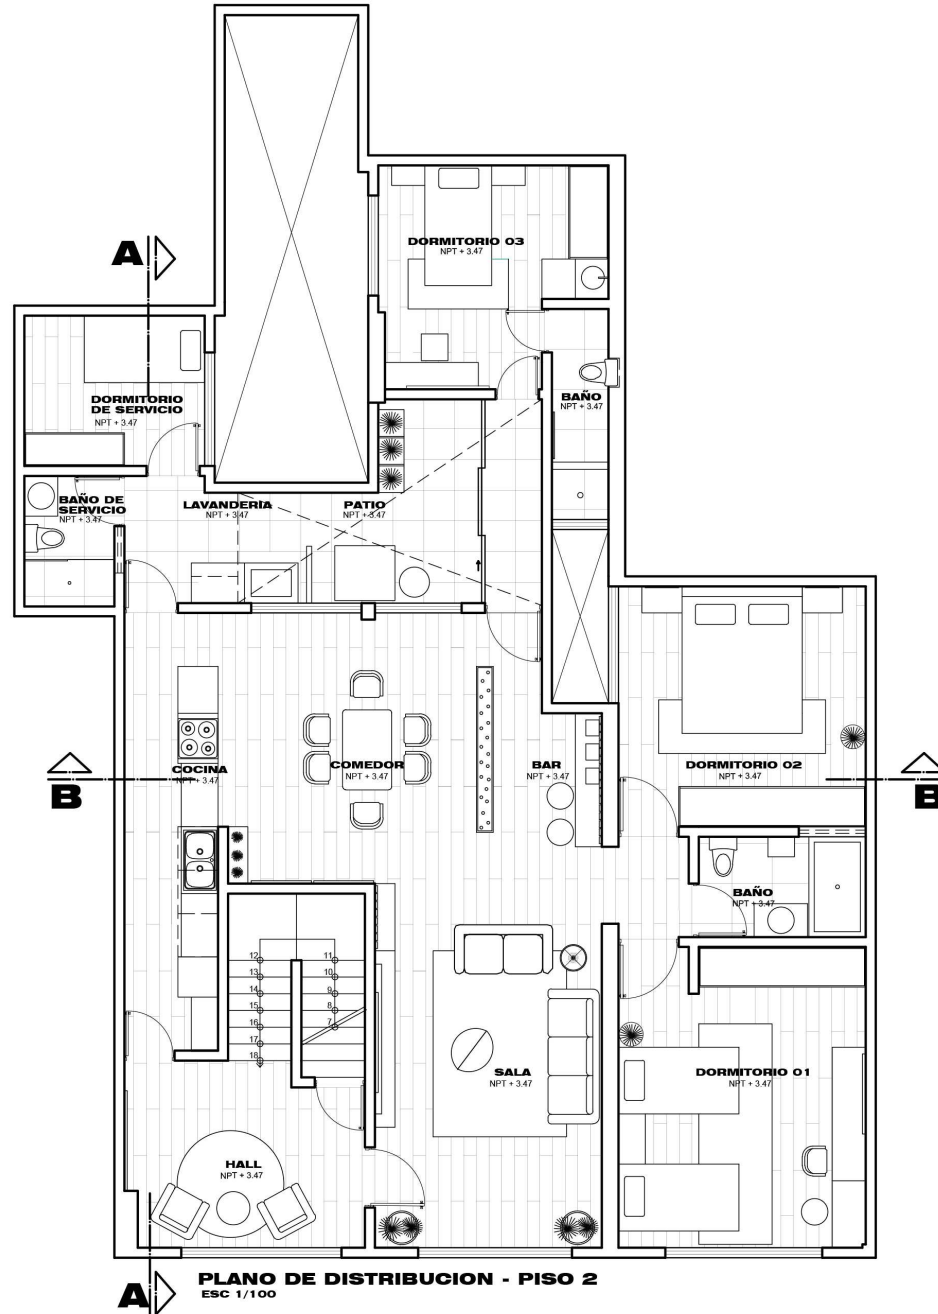 DORMITORIO 03
NPT + 3.47
A
DORMITORIO
DE SERVICIO
NPT + 3.47
BAÑO
NPT + 3.47
BAÑO DE
SERVICIO
NPT + 3.47
LAVANDERIA
NPT + 3.47
PATIO
NPT + 3.47
COCINA
NPT + 3.47
COMEDOR
NPT + 3.47
BAR
NPT + 3.47
DORMITORIO 02
NPT + 3.47
B
B
BAÑO
NPT + 3.47
12
11
13
10
14
9
15
8
16
7
17
18
SALA
NPT + 3.47
DORMITORIO 01
NPT + 3.47
HALL
NPT + 3.47
PLANO DE DISTRIBUCION - PISO 2
ESC 1/100
A